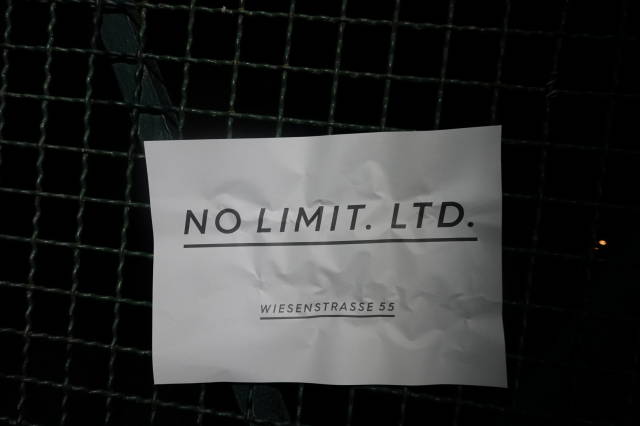 NO LIMIT. LTD.
WIESENSTRASSE 55